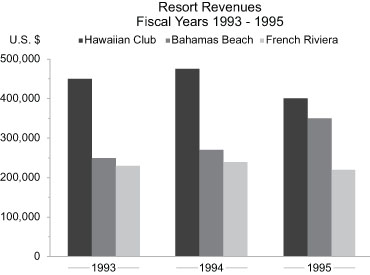 Resort Revenues
Fiscal Years 1993 - 1995
U.S. $
Hawaiian Club Bahamas Beach French Riviera
500,000
400,000
300,000
200,000
100,000
0
1993 1994 1995